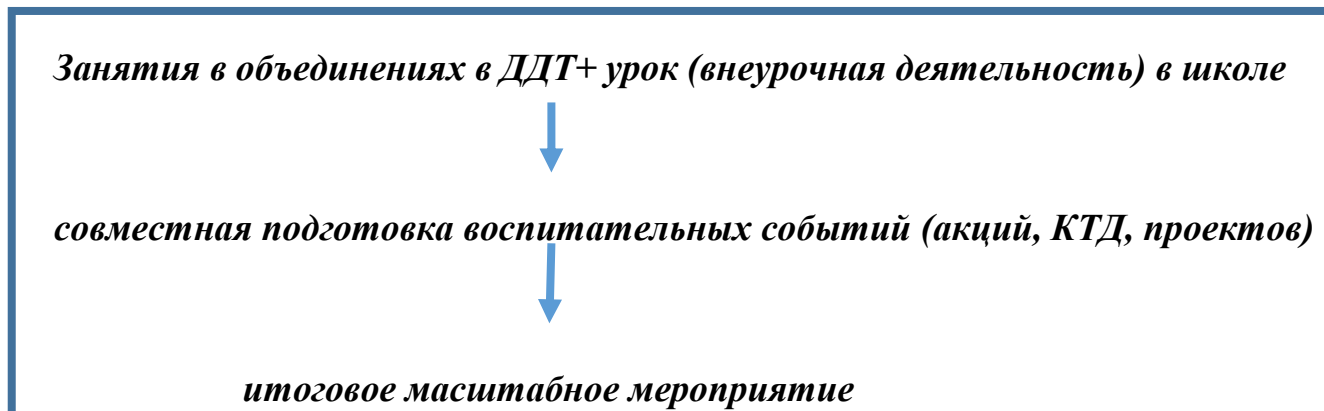 Занятия в объединениях в ДДТ+ урок (внеурочная деятельность) в школе
совместная подготовка воспитательных событий (акций, КТД, проектов)
итоговое масштабное мероприятие